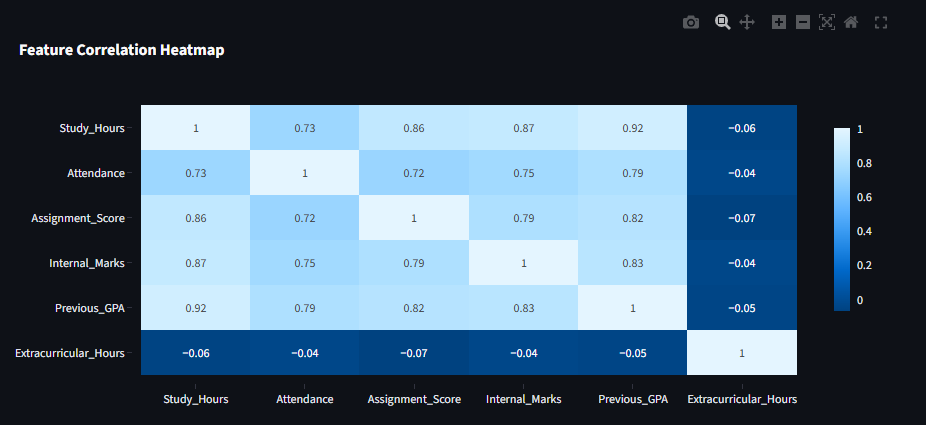 Feature Correlation Heatmap
Study_Hours 1 0.73 0.86 0.87 0.92 −0.06 1
Attendance 0.73 1 0.72 0.75 0.79 −0.04 0.8
0.6
Assignment_Score 0.86 0.72 1 0.79 0.82 −0.07
0.4
Internal_Marks 0.87 0.75 0.79 1 0.83 −0.04 0.2
Previous_GPA 0.92 0.79 0.82 0.83 1 −0.05 0
Extracurricular_Hours −0.06 −0.04 −0.07 −0.04 −0.05 1
Study_Hours Attendance Assignment_Score Internal_Marks Previous_GPA Extracurricular_Hours